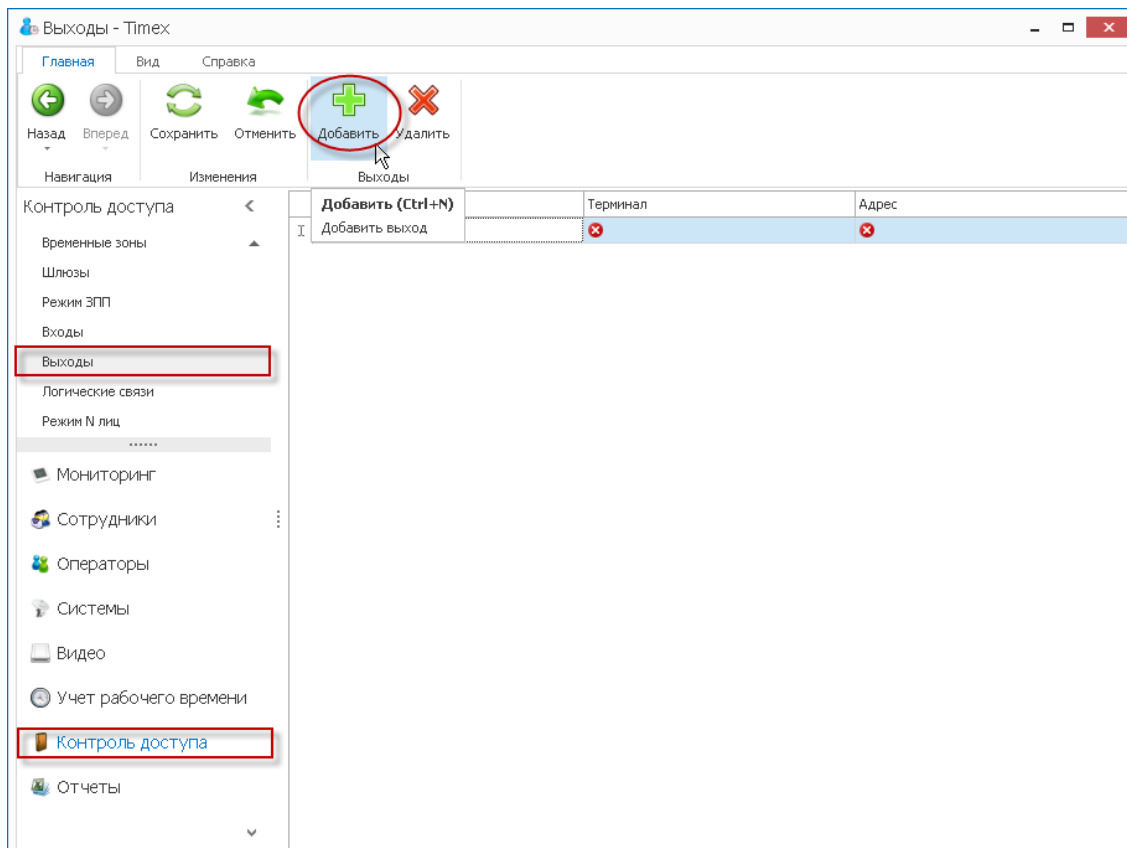 Выходы - Timex
Главная Вид Справка
Назад Вперед Сохранить Отменить Добавить Удалить
Навигация Изменения Выходы
Контроль доступа
Добавить (Ctrl+N)
Добавить выход
Терминал Адрес
Временные зоны
Шлюзы
Режим ЗПП
Входы
Выходы
Логические связи
Режим N лиц
Мониторинг
Сотрудники
Операторы
Системы
Видео
Учет рабочего времени
Контроль доступа
Отчеты